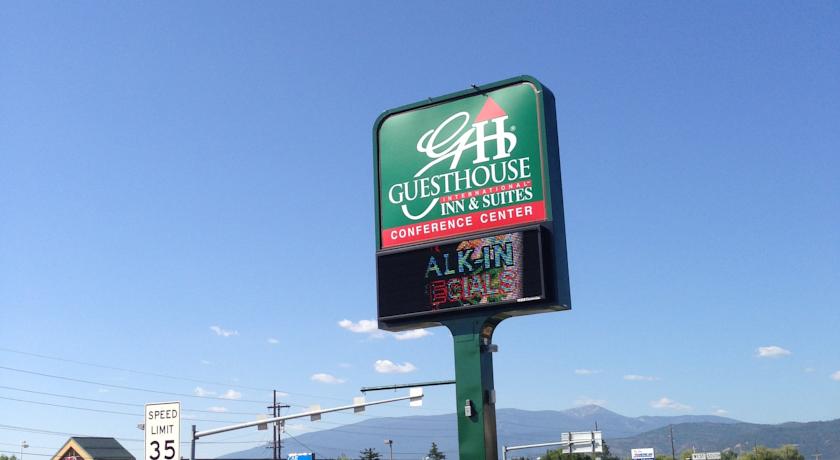 GH®
GUESTHOUSE
INTERNATIONAL
INN & SUITES
CONFERENCE CENTER
ALK-IN
ECIALS
SPEED
LIMIT
35